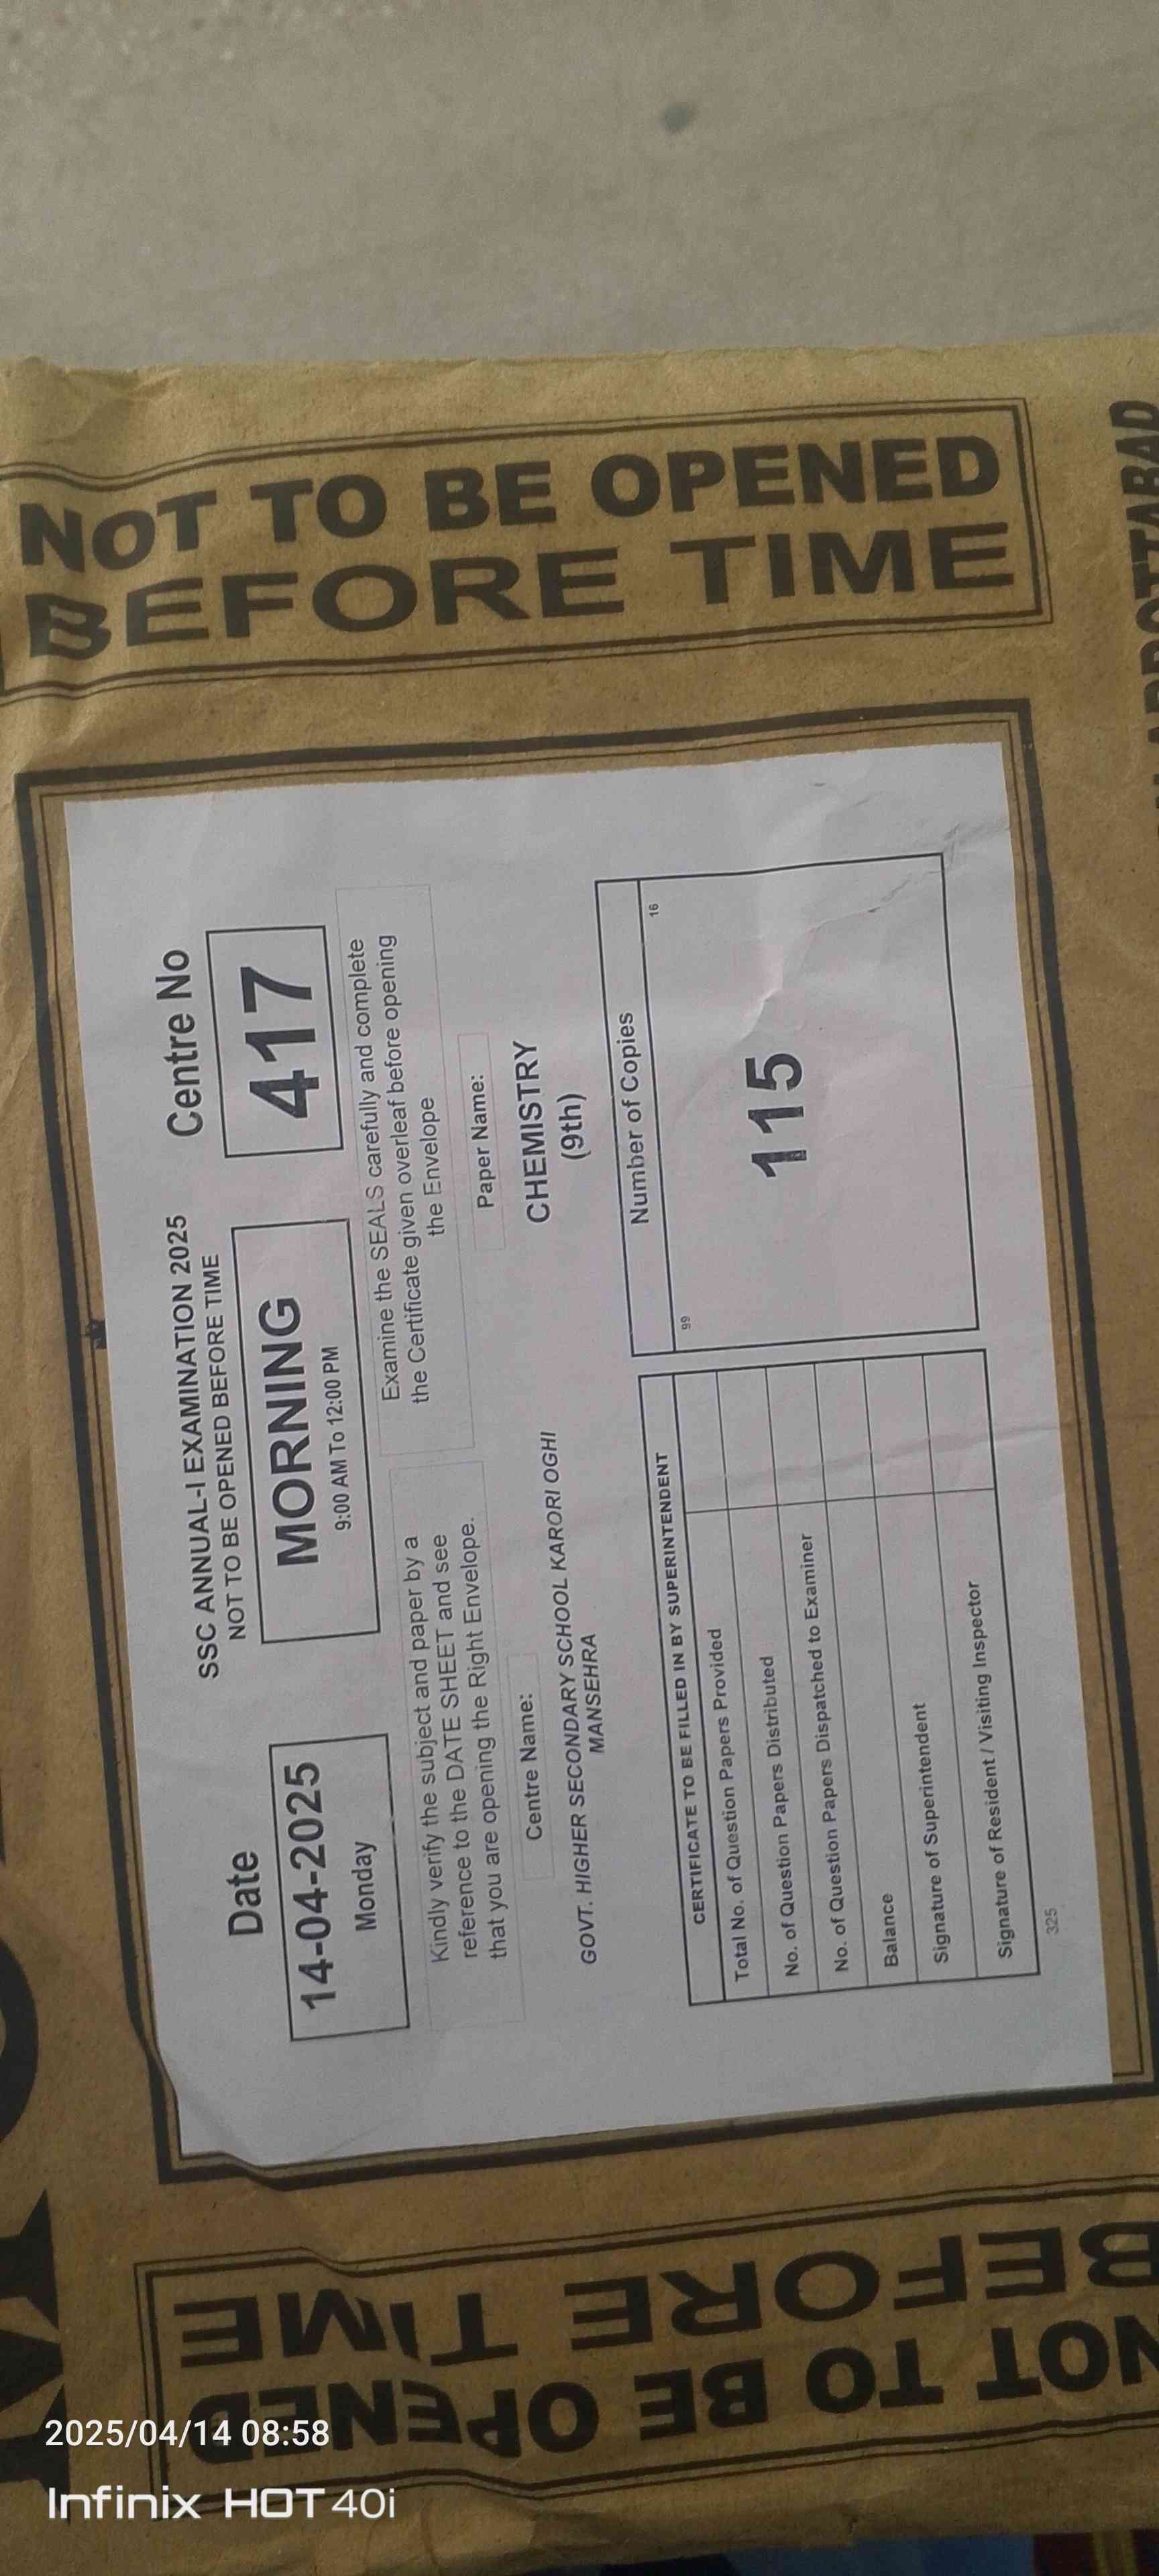 NOT TO BE OPENED
BEFORE TIME
SSC ANNUAL-I EXAMINATION 2025
NOT TO BE OPENED BEFORE TIME
Date
14-04-2025
Monday
MORNING
9:00 AM To 12:00 PM
Centre No
417
Kindly verify the subject and paper by a
reference to the DATE SHEET and see
that you are opening the Right Envelope.
Examine the SEALS carefully and complete
the Certificate given overleaf before opening
the Envelope
Centre Name:
GOVT. HIGHER SECONDARY SCHOOL KARORI OGHI
MANSEHRA
Paper Name:
CHEMISTRY
(9th)
CERTIFICATE TO BE FILLED IN BY SUPERINTENDENT
Total No. of Question Papers Provided
No. of Question Papers Distributed
No. of Question Papers Dispatched to Examiner
Balance
Signature of Superintendent
Signature of Resident / Visiting Inspector
325
Number of Copies
99
16
115
ABBOTTABAD
NOT TO BE OPENED
BEFORE TIME
2025/04/14 08:58
Infinix HOT 40i